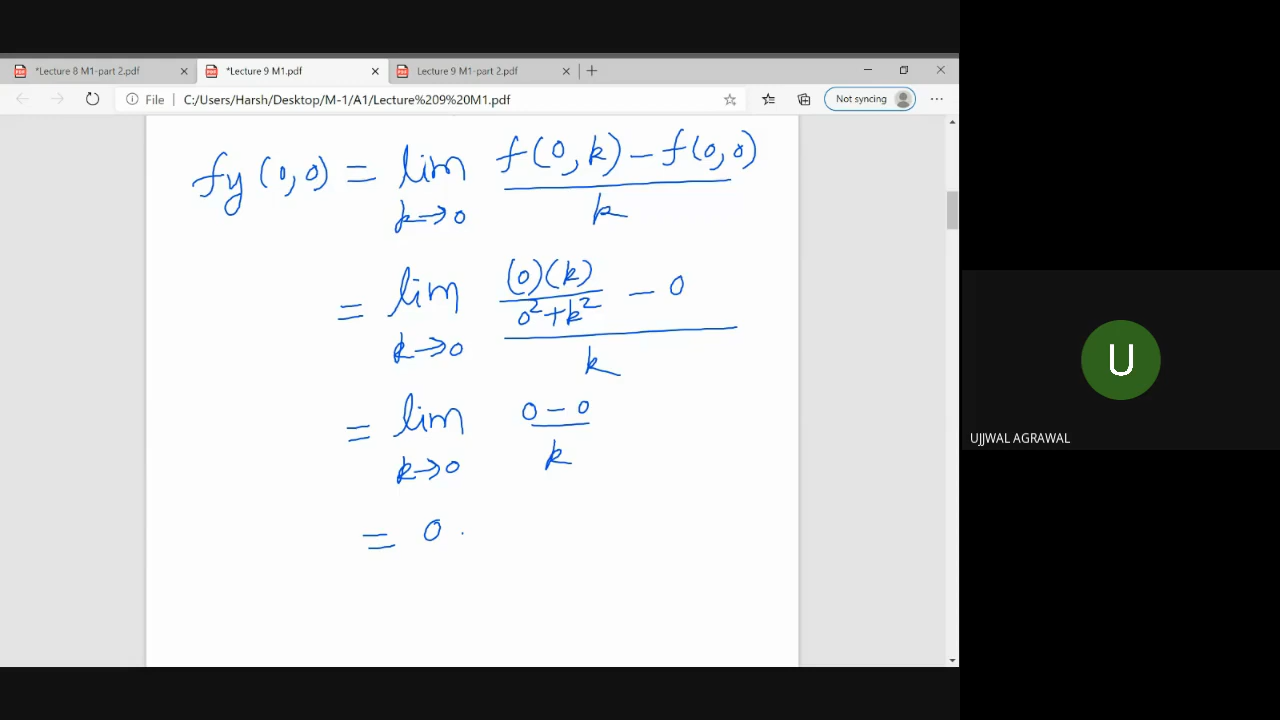 *Lecture 8 M1-part 2.pdf
*Lecture 9 M1.pdf
Lecture 9 M1-part 2.pdf
File | C:/Users/Harsh/Desktop/M-1/A1/Lecture%209%20M1.pdf
Not syncing
fy (0,0) = lim f(0, k) - f(0,0)
k→0 k
= lim (0)(k) - 0
0²+k²
k→0 k
= lim 0 - 0
k→0 k
= 0.
U
UJJWAL AGRAWAL